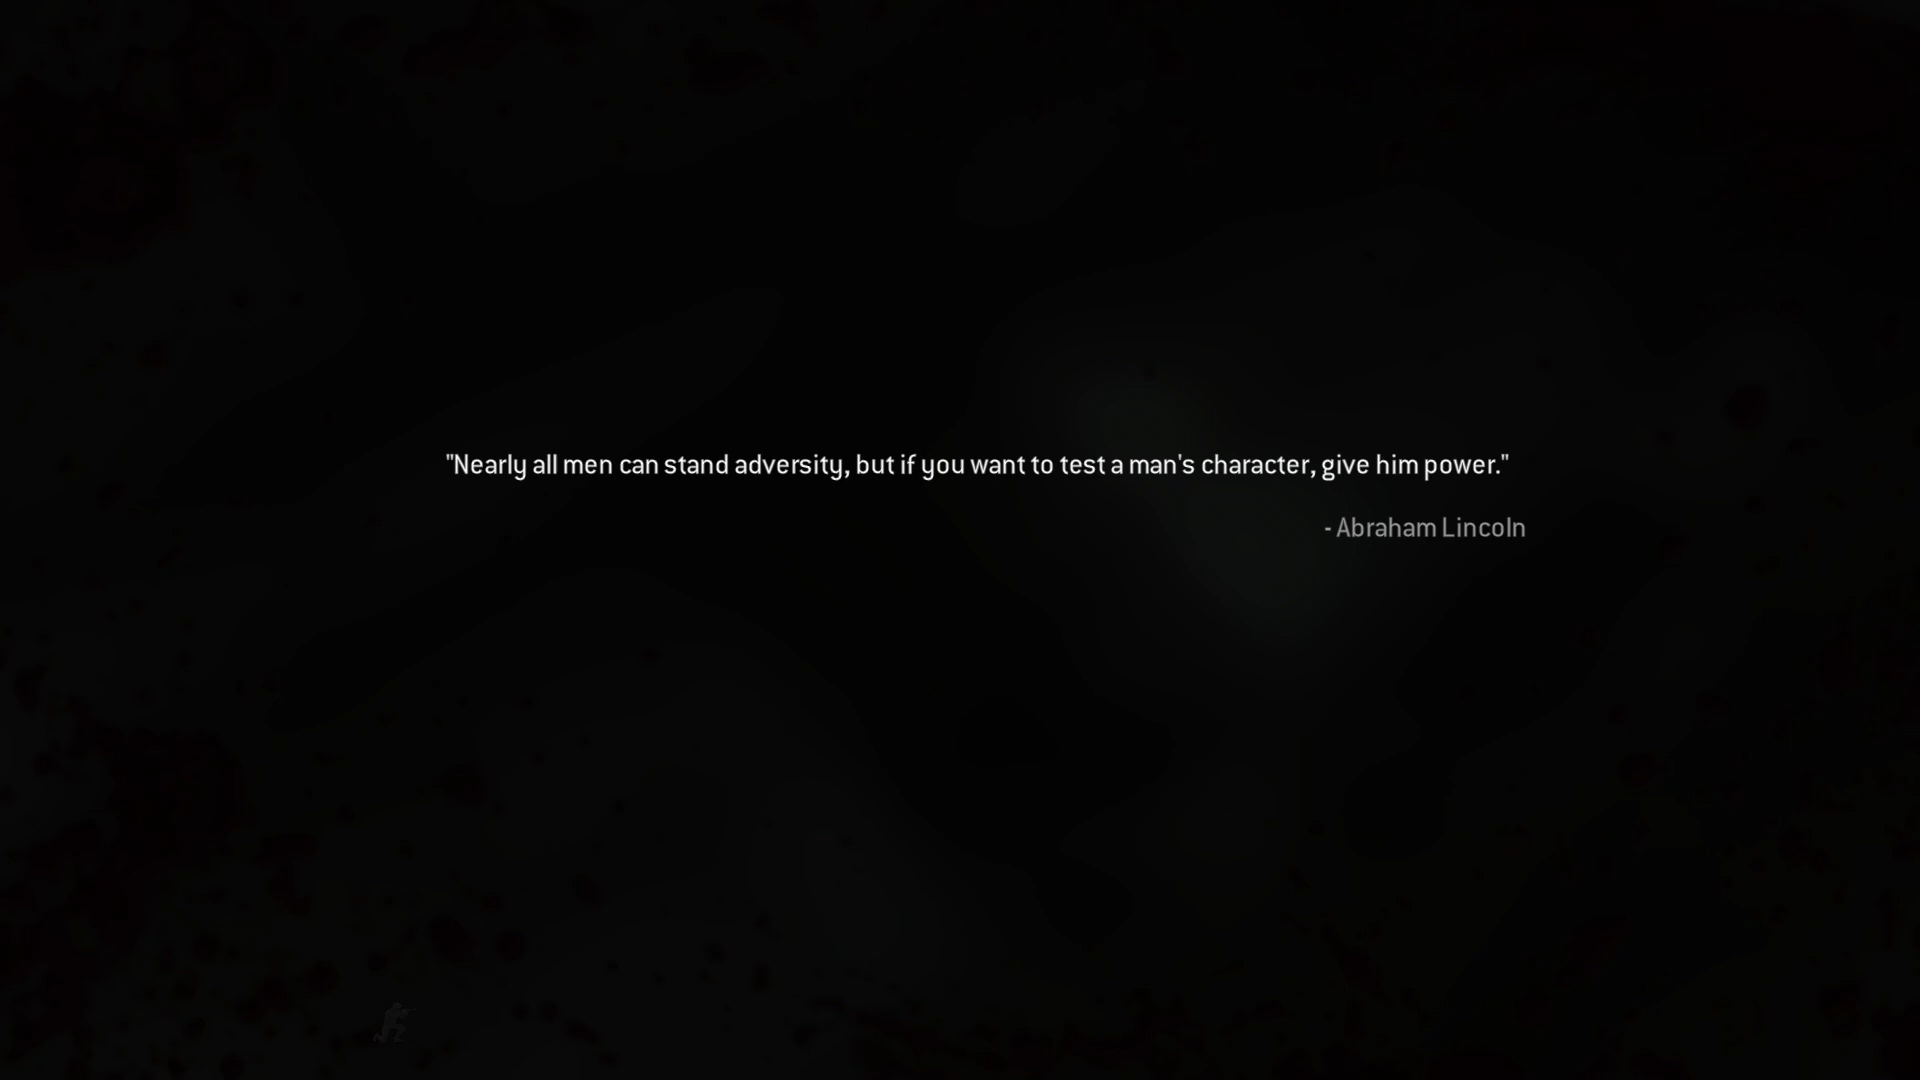 "Nearly all men can stand adversity, but if you want to test a man's character, give him power."
- Abraham Lincoln